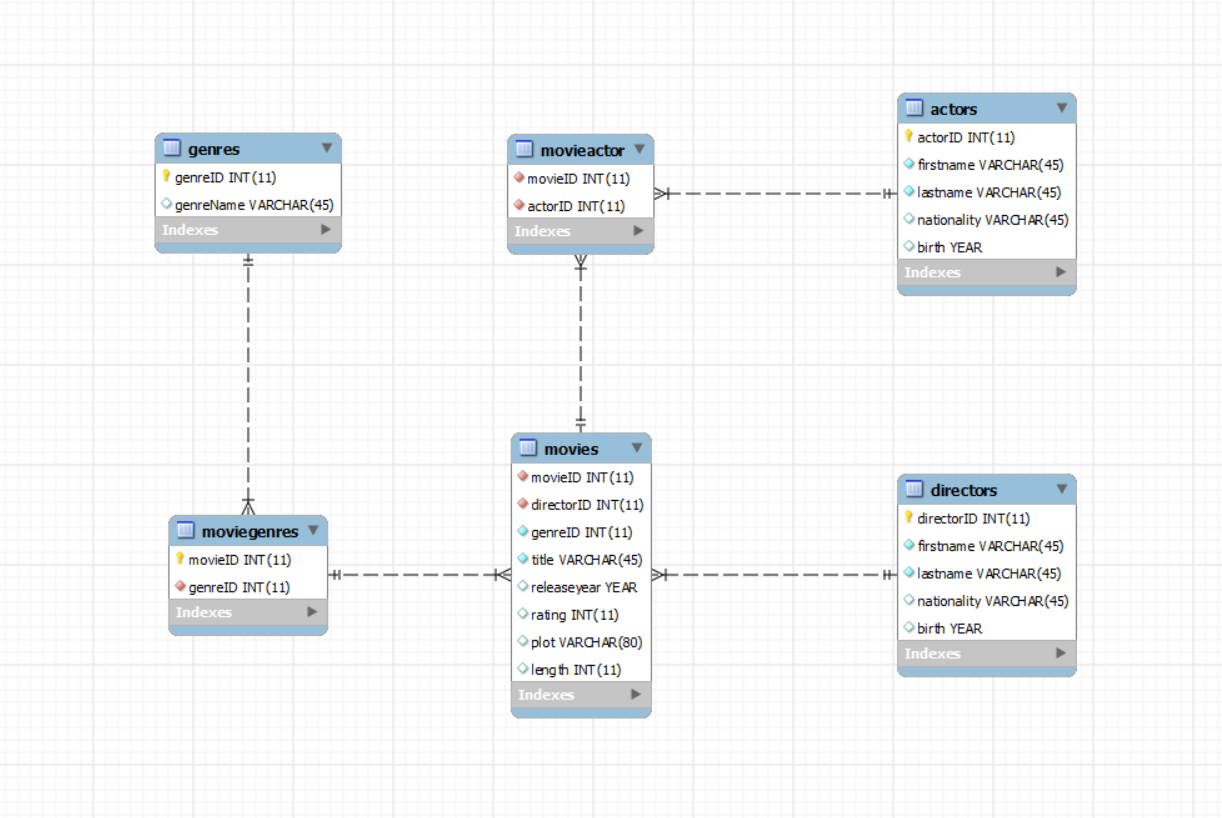 genres
genreID INT(11)
genreName VARCHAR(45)
Indexes
movieactor
movieID INT(11)
actorID INT(11)
Indexes
actors
actorID INT(11)
firstname VARCHAR(45)
lastname VARCHAR(45)
nationality VARCHAR(45)
birth YEAR
Indexes
moviegenres
movieID INT(11)
genreID INT(11)
Indexes
movies
movieID INT(11)
directorID INT(11)
genreID INT(11)
title VARCHAR(45)
releaseyear YEAR
rating INT(11)
plot VARCHAR(80)
length INT(11)
Indexes
directors
directorID INT(11)
firstname VARCHAR(45)
lastname VARCHAR(45)
nationality VARCHAR(45)
birth YEAR
Indexes